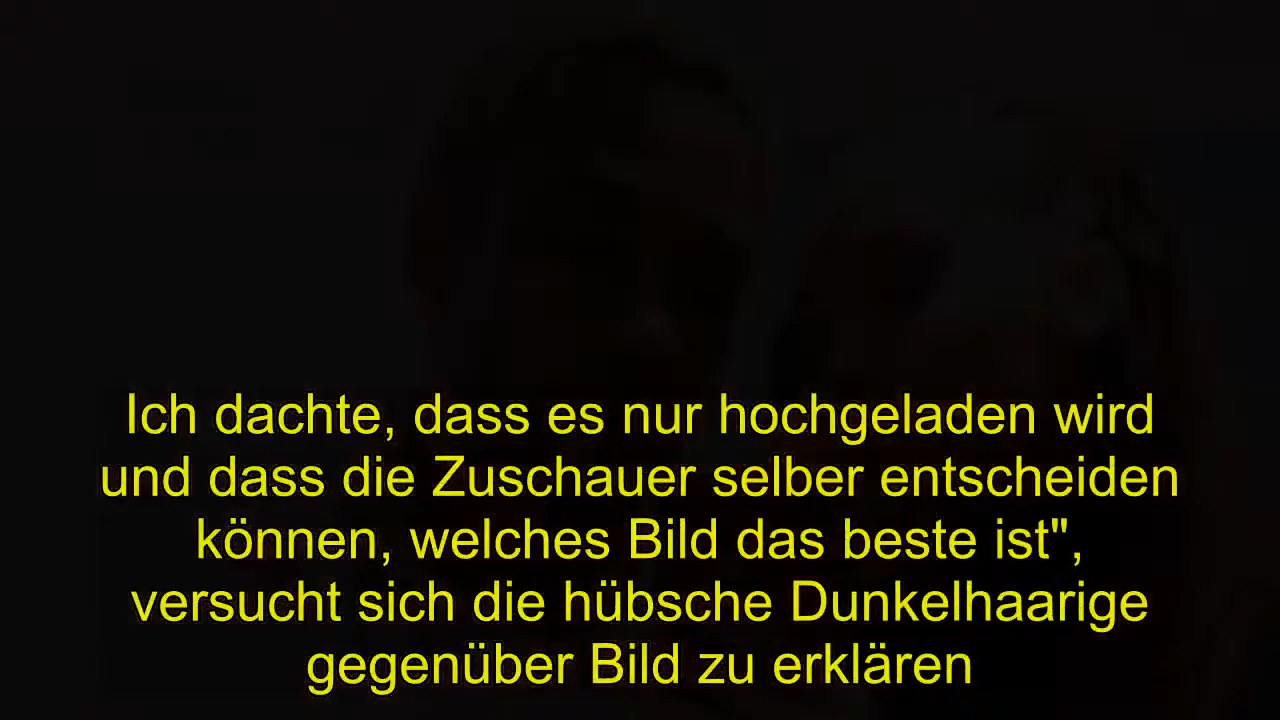 Ich dachte, dass es nur hochgeladen wird
und dass die Zuschauer selber entscheiden
können, welches Bild das beste ist",
versucht sich die hübsche Dunkelhaarige
gegenüber Bild zu erklären